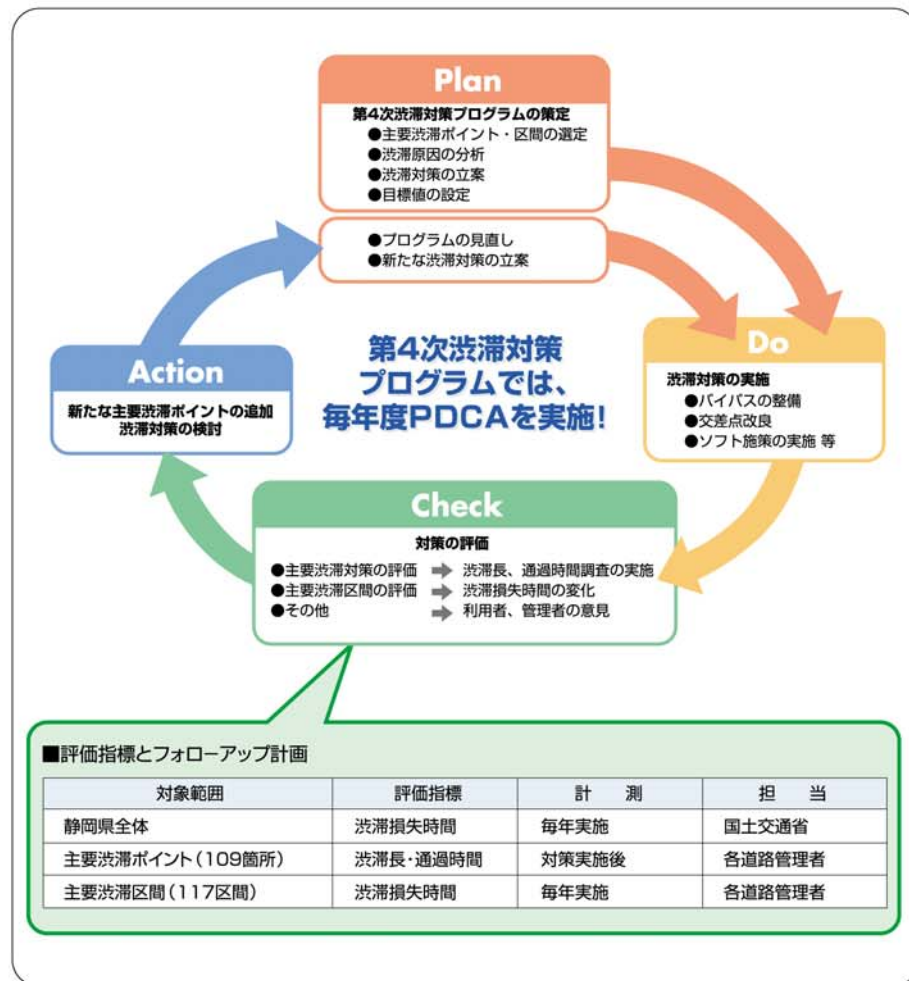 Plan
第4次渋滞対策プログラムの策定
●主要渋滞ポイント・区間の選定
●渋滞原因の分析
●渋滞対策の立案
●目標値の設定
●プログラムの見直し
●新たな渋滞対策の立案
Do
渋滞対策の実施
●バイパスの整備
●交差点改良
●ソフト施策の実施 等
第4次渋滞対策
プログラムでは、
毎年度PDCAを実施!
Action
新たな主要渋滞ポイントの追加
渋滞対策の検討
Check
対策の評価
●主要渋滞対策の評価 ➡ 渋滞長、通過時間調査の実施
●主要渋滞区間の評価 ➡ 渋滞損失時間の変化
●その他 ➡ 利用者、管理者の意見
■評価指標とフォローアップ計画
対象範囲 評価指標 計 測 担 当
静岡県全体 渋滞損失時間 毎年実施 国土交通省
主要渋滞ポイント(109箇所) 渋滞長・通過時間 対策実施後 各道路管理者
主要渋滞区間(117区間) 渋滞損失時間 毎年実施 各道路管理者